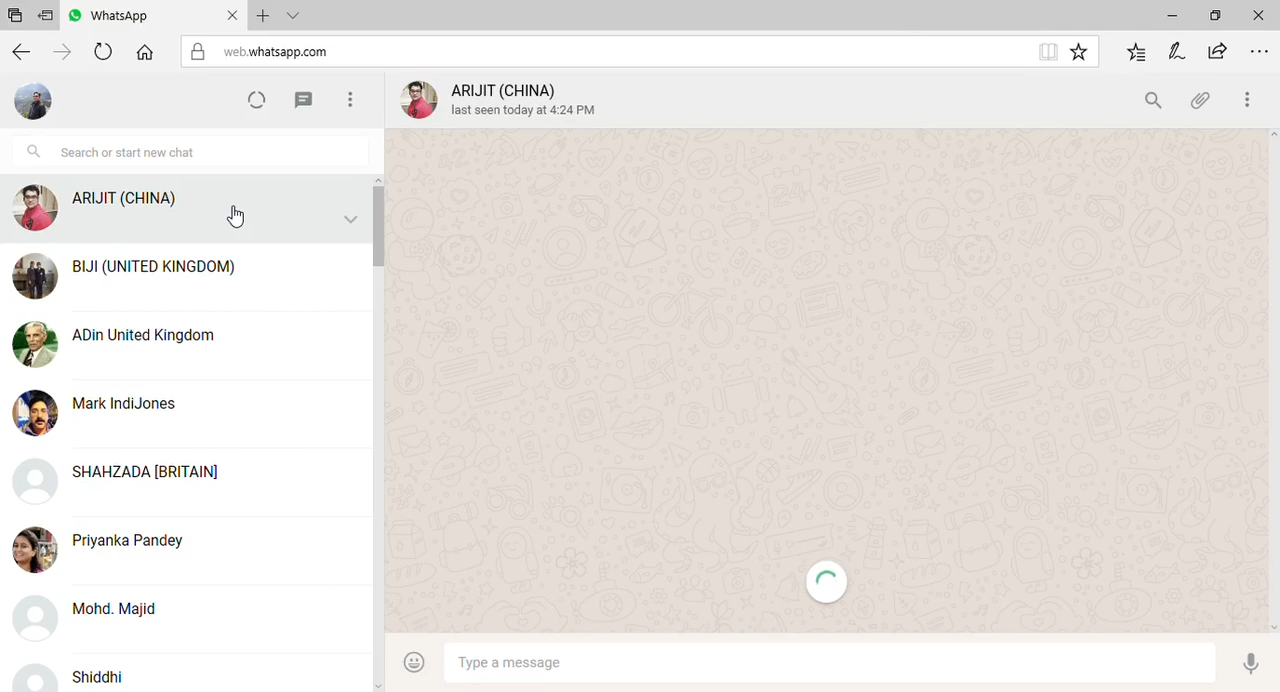 WhatsApp
web.whatsapp.com
ARIJIT (CHINA)
last seen today at 4:24 PM
Search or start new chat
ARIJIT (CHINA)
BIJI (UNITED KINGDOM)
ADin United Kingdom
Mark IndiJones
SHAHZADA [BRITAIN]
Priyanka Pandey
Mohd. Majid
Shiddhi
Type a message